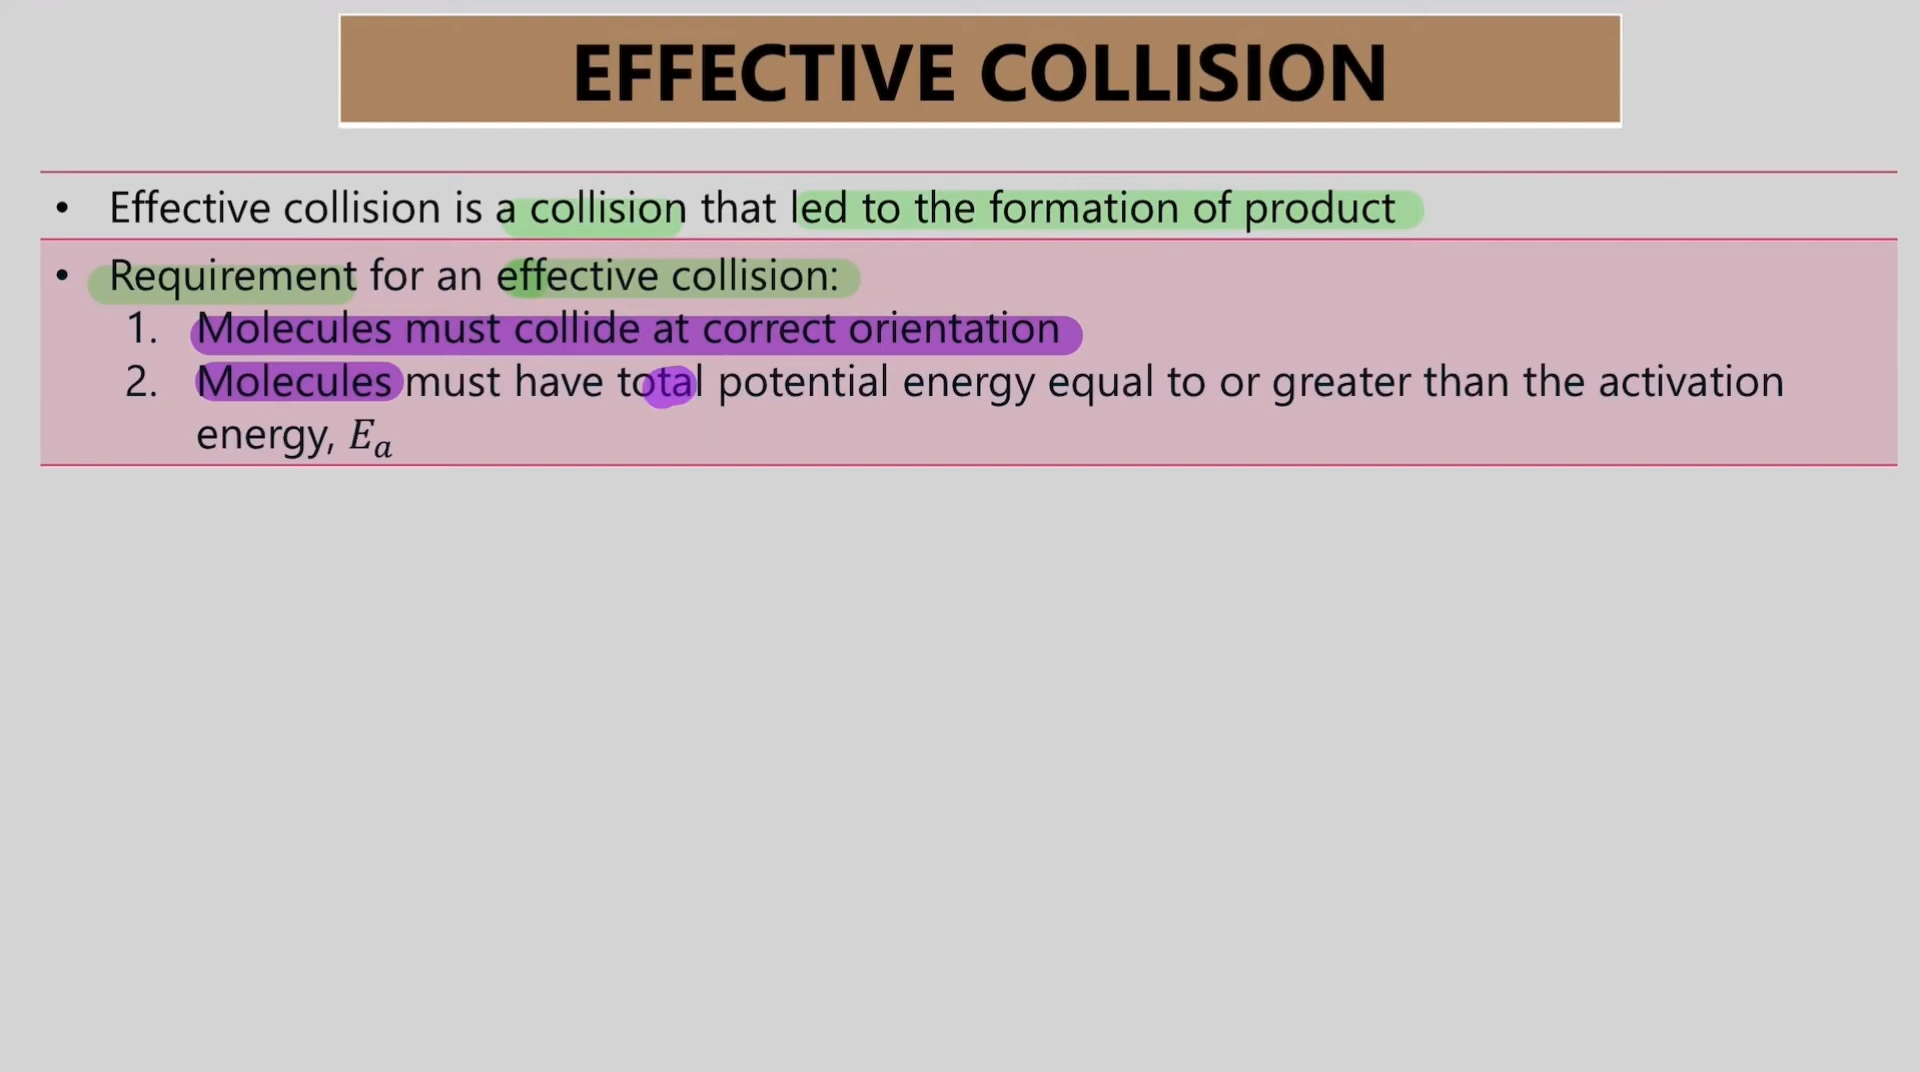 EFFECTIVE COLLISION
• Effective collision is a collision that led to the formation of product
• Requirement for an effective collision:
1. Molecules must collide at correct orientation
2. Molecules must have total potential energy equal to or greater than the activation
energy, Eₐ